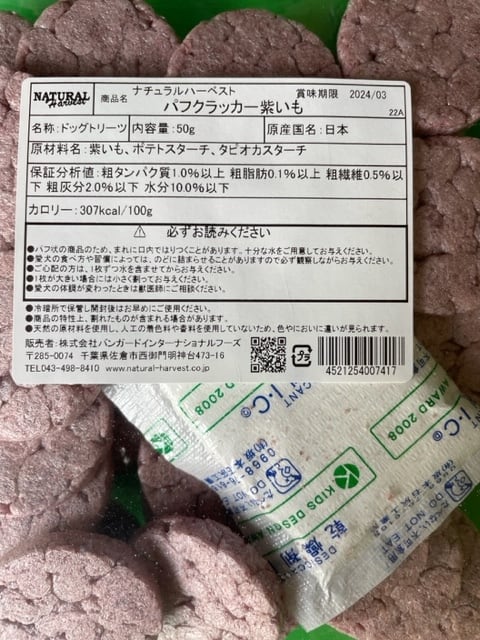 NATURAL
Harvest
商品名
ナチュラルハーベスト
パフクラッカー紫いも
賞味期限 2024/03
22A
名称:ドッグトリーツ
内容量:50g
原産国名:日本
原材料名:紫いも、ポテトスターチ、タピオカスターチ
保証分析値:粗タンパク質1.0%以上 粗脂肪0.1%以上 粗繊維0.5%以
下 粗灰分2.0%以下 水分10.0%以下
カロリー:307kcal/100g
⚠ 必ずお読みください
●パフ状の商品のため、まれに口内ではりつくことがあります。十分な水をご用意してお与えください。
●愛犬の食べ方や習慣によっては、のどに詰まらせることがありますので必ず観察しながらお与えください。
●ご心配の方は、1枚ずつ水を含ませてからお与えください。
●1枚が大きい場合には小さく割ってお与えください。
●愛犬の体調が変わったときは獣医師にご相談ください。
●冷暗所で保管し開封後はお早めにご使用ください。
●商品の特性上、割れたものが含まれる場合があります。
●天然の原材料を使用し、人工の着色料や香料を使用していないため、色やにおいに違いが見られます。
販売者:株式会社バンガードインターナショナルフーズ
〒285-0074 千葉県佐倉市西御門明神台473-16
TEL043-498-8410 www.natural-harvest.co.jp
プラ
4521254007417
AWARD 2008
I・C
KIDS DESIGN AWARD 2008
乾燥剤
DO NOT EAT